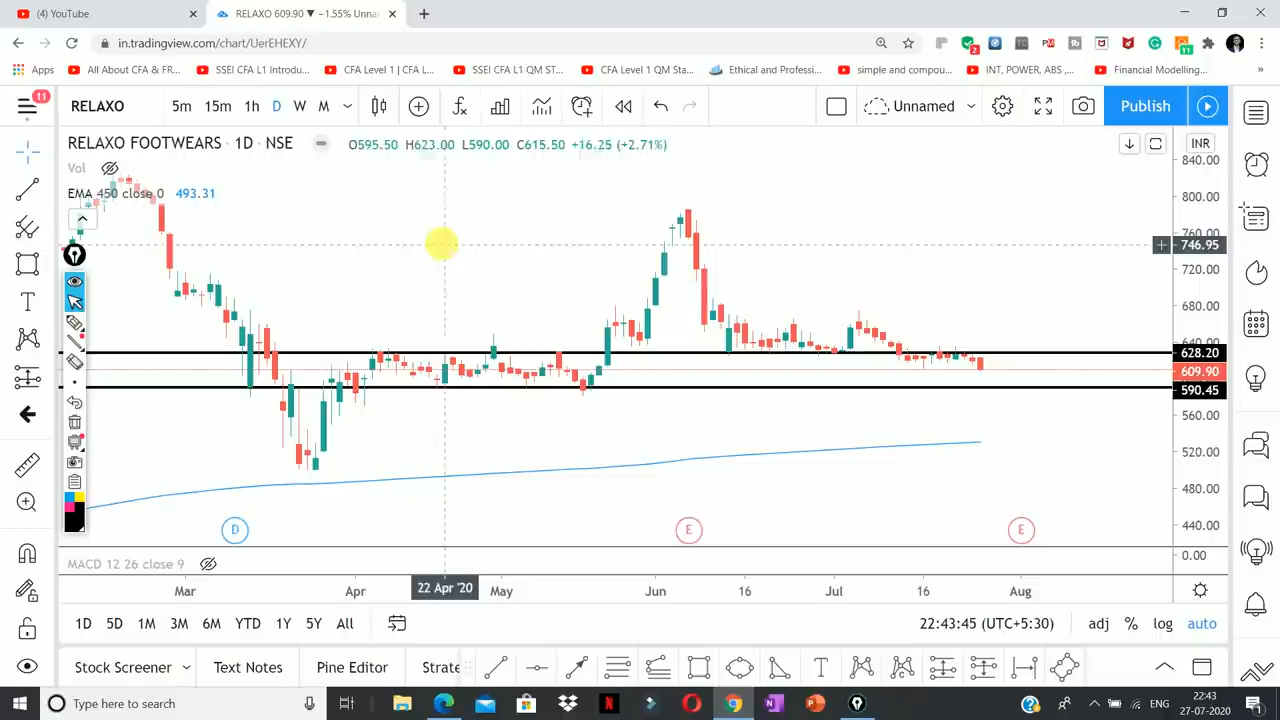 YouTube
RELAXO 609.90 ▼ −1.55% Unna
in.tradingview.com/chart/UerEHEXY/
Apps
All About CFA & FR...
SSEI CFA L1 Introdu...
CFA Level 1 | CFA L...
SSEI CFA L1 QM ST...
CFA Level 1 QM Sta...
Ethical and Professi...
simple and compou...
INT, POWER, ABS ,...
Financial Modelling...
»
11
RELAXO
5m 15m 1h D W M
Unnamed
Publish
RELAXO FOOTWEARS · 1D · NSE
O595.50 H623.00 L590.00 C615.50 +16.25 (+2.71%)
INR
Vol
EMA 450 close 0 493.31
840.00
800.00
760.00
746.95
720.00
680.00
640.00
628.20
609.90
590.45
560.00
520.00
480.00
440.00
0.00
D
E
E
MACD 12 26 close 9
Mar
Apr
22 Apr '20
May
Jun
16
Jul
16
Aug
1D 5D 1M 3M 6M YTD 1Y 5Y All
22:43:45 (UTC+5:30)
adj % log auto
Stock Screener
Text Notes
Pine Editor
Strate
Type here to search
ENG
22:43
27-07-2020